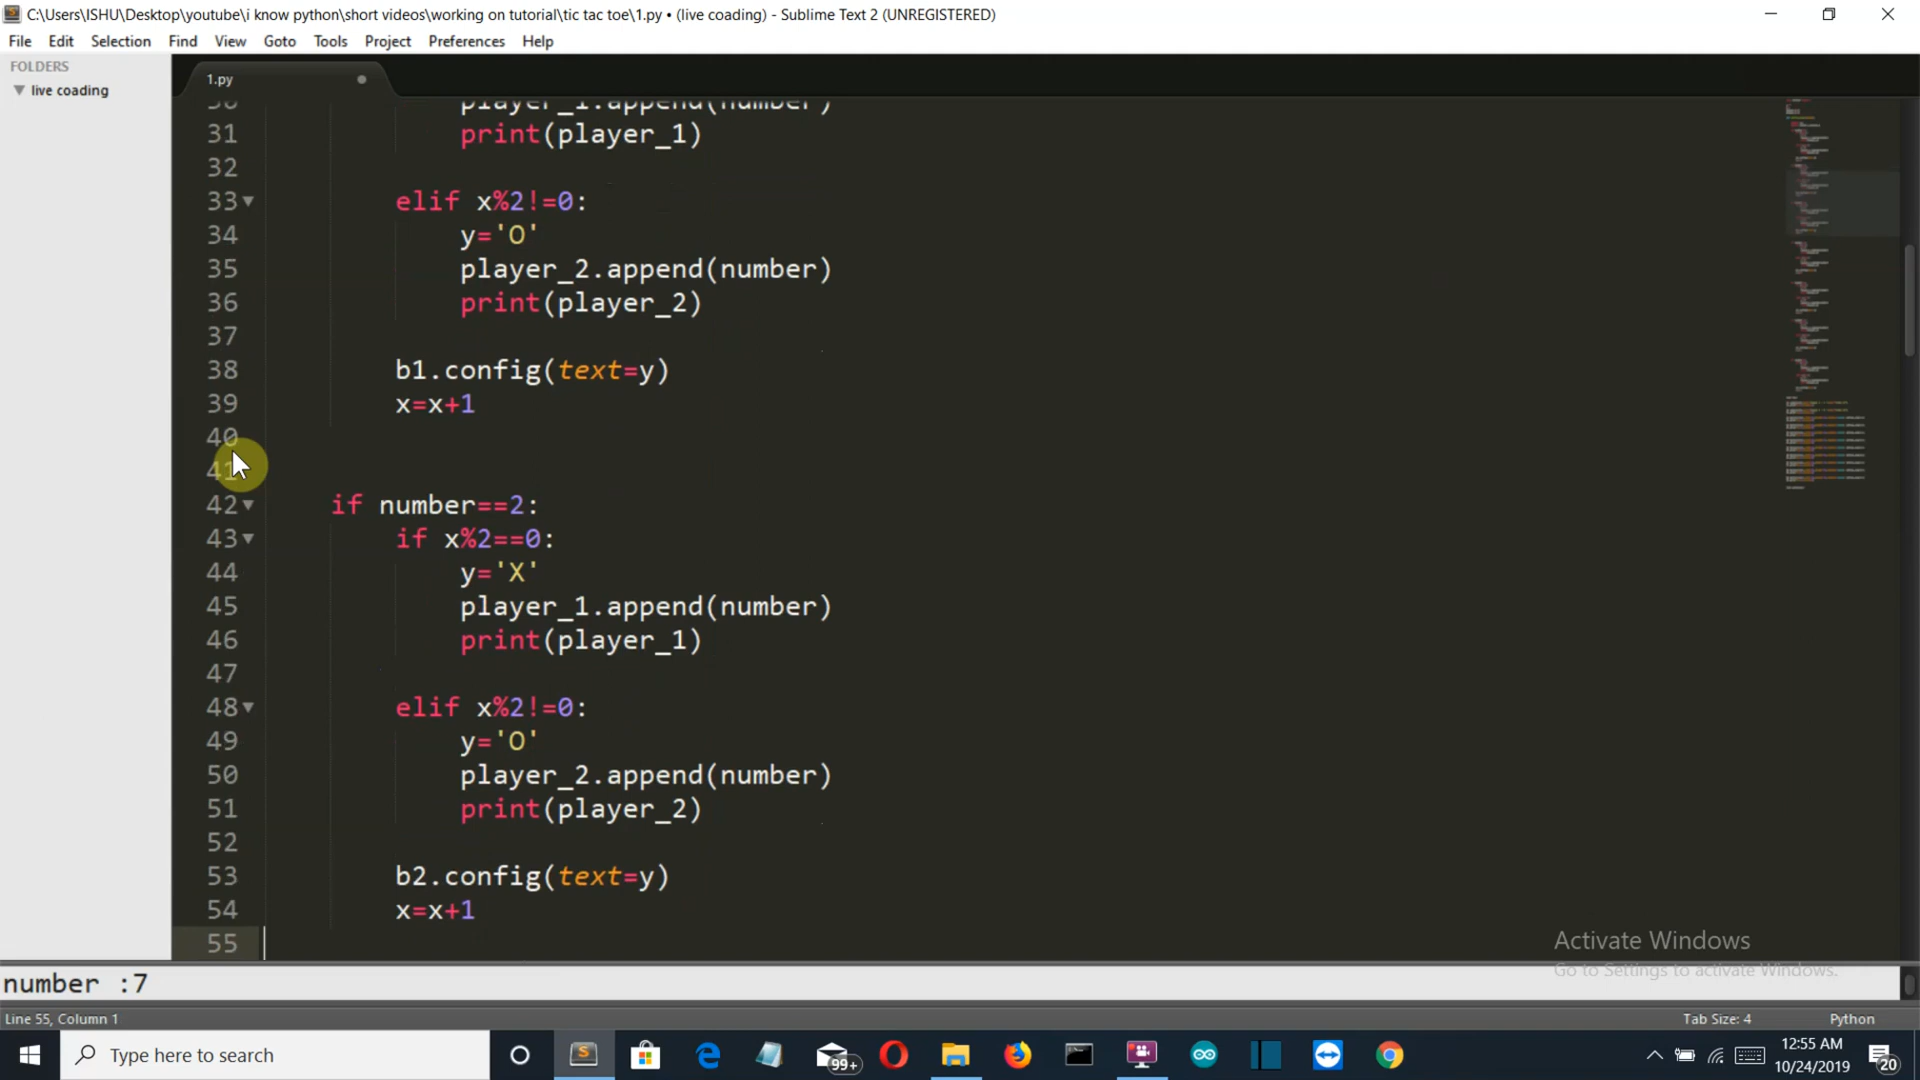 C:\Users\ISHU\Desktop\youtube\i know python\short videos\working on tutorial\tic tac toe\1.py • (live coading) - Sublime Text 2 (UNREGISTERED)
File Edit Selection Find View Goto Tools Project Preferences Help
FOLDERS
live coading
1.py
30 player_1.append(number)
31 print(player_1)
32
33 elif x%2!=0:
34 y='O'
35 player_2.append(number)
36 print(player_2)
37
38 b1.config(text=y)
39 x=x+1
40
41
42 if number==2:
43 if x%2==0:
44 y='X'
45 player_1.append(number)
46 print(player_1)
47
48 elif x%2!=0:
49 y='O'
50 player_2.append(number)
51 print(player_2)
52
53 b2.config(text=y)
54 x=x+1
55
Activate Windows
Go to Settings to activate Windows.
number :7
Line 55, Column 1
Tab Size: 4
Python
Type here to search
99+
12:55 AM
10/24/2019
20